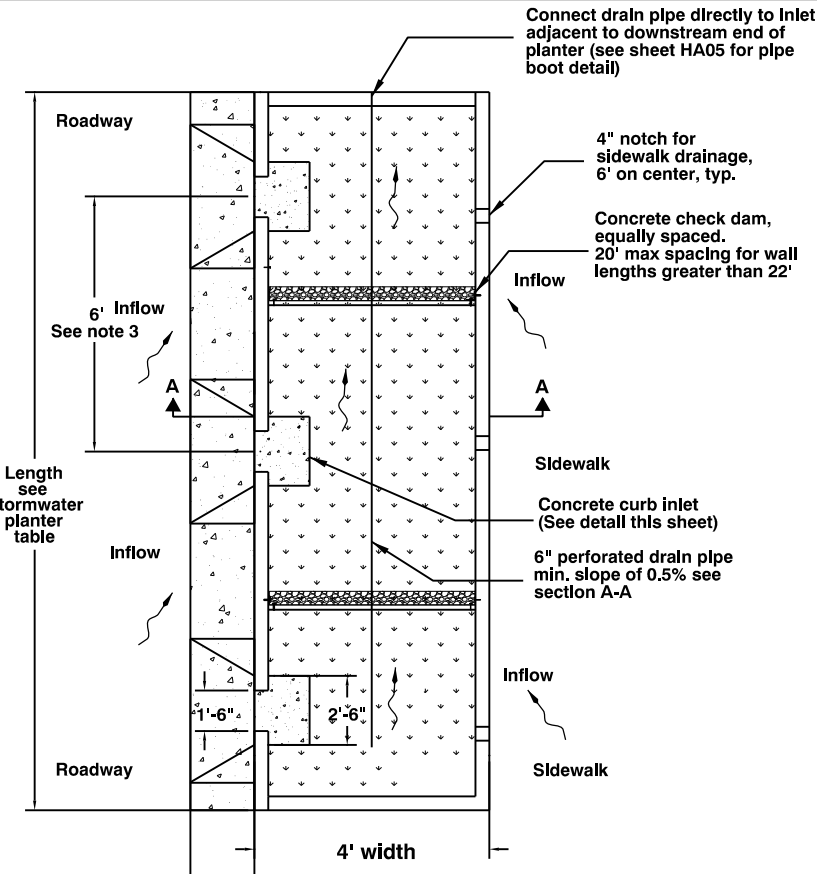 Connect drain pipe directly to Inlet
adjacent to downstream end of
planter (see sheet HA05 for pipe
boot detail)
Roadway
4" notch for
sidewalk drainage,
6' on center, typ.
Concrete check dam,
equally spaced.
20' max spacing for wall
lengths greater than 22'
Inflow
6'
See note 3
Inflow
A
A
Length
see
tormwater
planter
table
Sidewalk
Concrete curb inlet
(See detail this sheet)
6" perforated drain pipe
min. slope of 0.5% see
section A-A
Inflow
Inflow
1'-6"
2'-6"
Roadway
Sidewalk
4' width